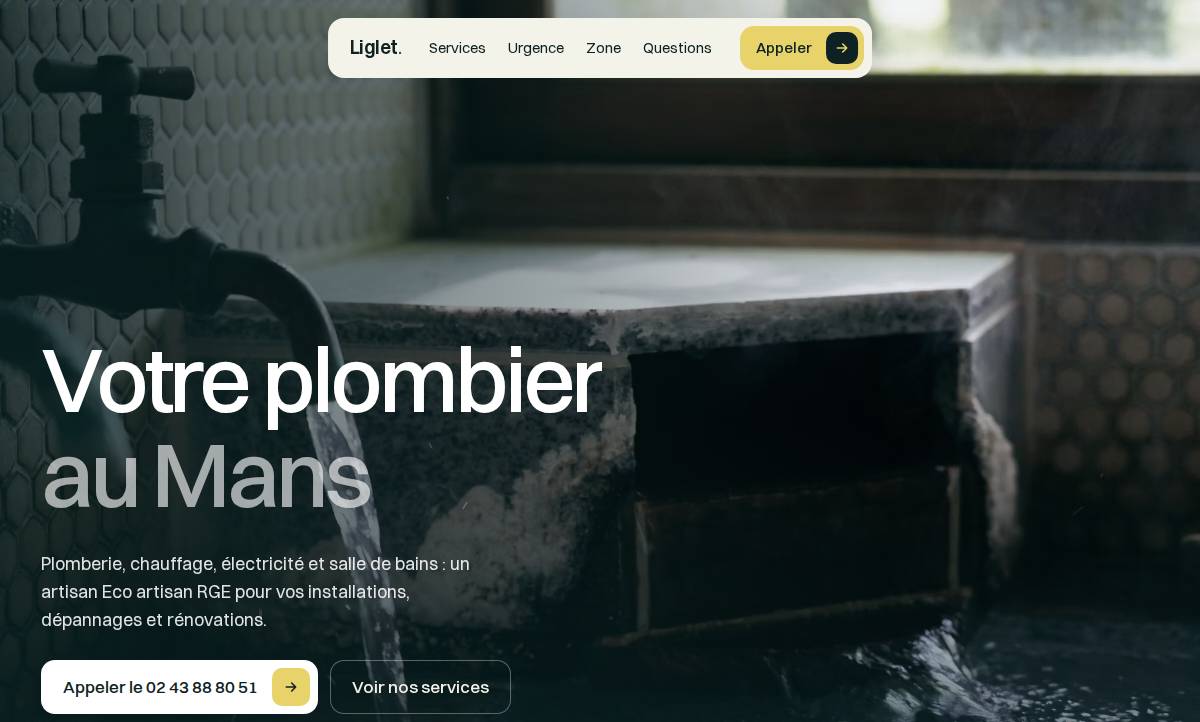 Liglet.
Services
Urgence
Zone
Questions
Appeler
Votre plombier
au Mans
Plomberie, chauffage, électricité et salle de bains : un
artisan Eco artisan RGE pour vos installations,
dépannages et rénovations.
Appeler le 02 43 88 80 51
Voir nos services